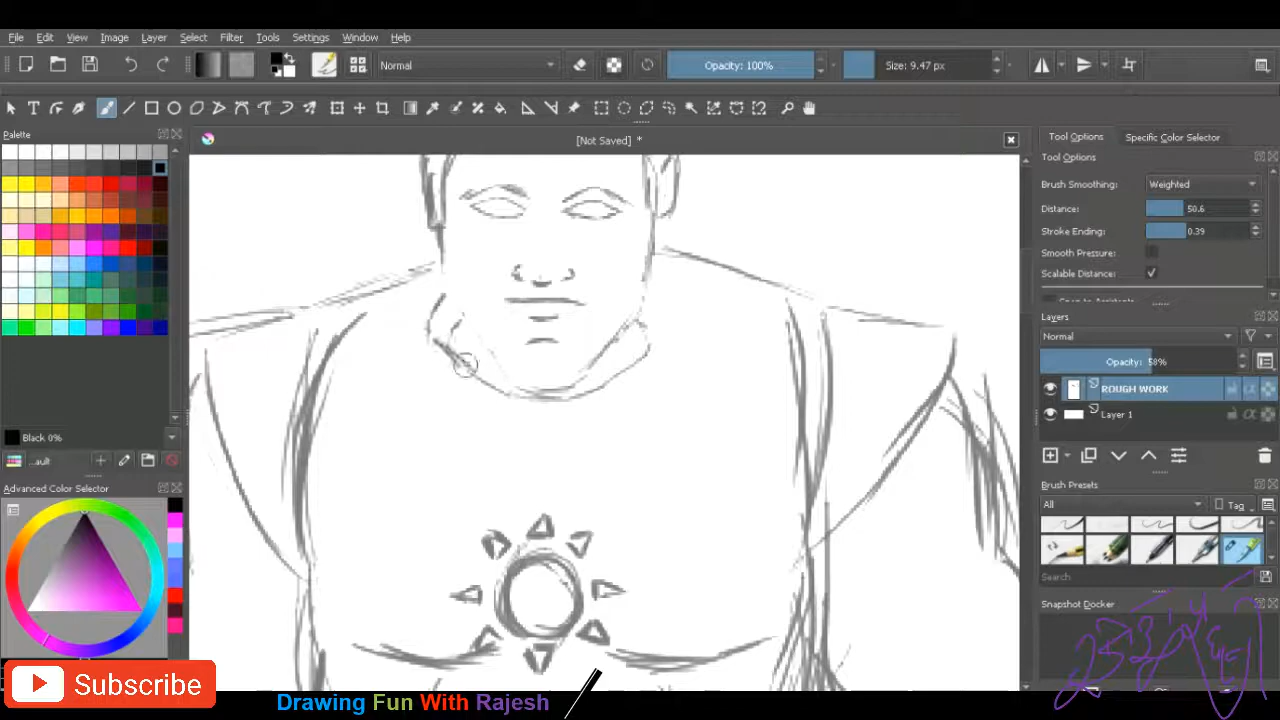 File Edit View Image Layer Select Filter Tools Settings Window Help
Normal
Opacity: 100%
Size: 9.47 px
Palette
[Not Saved] *
Tool Options Specific Color Selector
Tool Options
Brush Smoothing: Weighted
Distance: 50.6
Stroke Ending: 0.39
Smooth Pressure:
Scalable Distance:
Layers
Normal
Opacity: 58%
ROUGH WORK
Layer 1
Black 0%
...ault
Advanced Color Selector
Brush Presets
All Tag
Search
Snapshot Docker
Subscribe
Drawing Fun With Rajesh